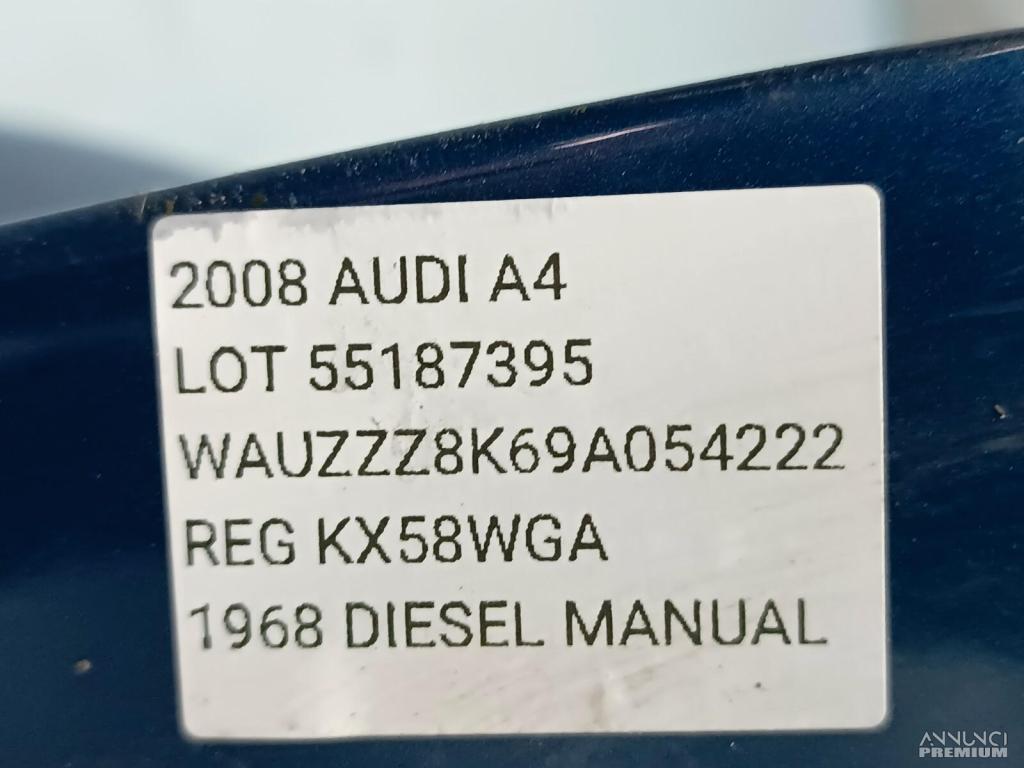 2008 AUDI A4
LOT 55187395
WAUZZZ8K69A054222
REG KX58WGA
1968 DIESEL MANUAL
ANNUNCI
PREMIUM